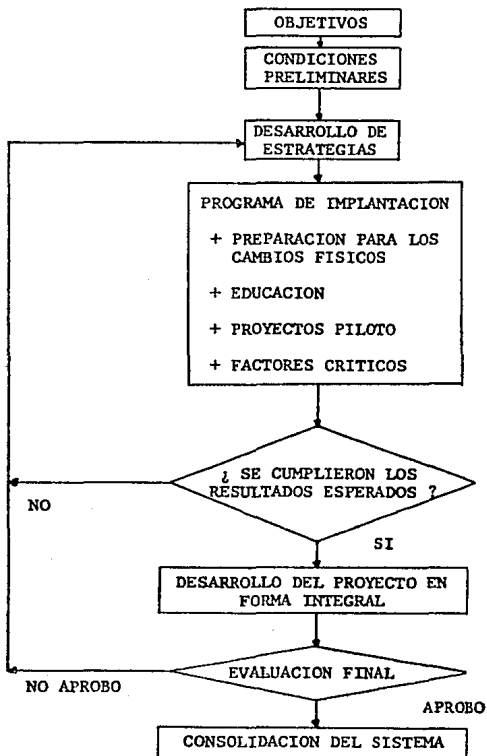 OBJETIVOS
CONDICIONES
PRELIMINARES
DESARROLLO DE
ESTRATEGIAS
PROGRAMA DE IMPLANTACION
+ PREPARACION PARA LOS
CAMBIOS FISICOS
+ EDUCACION
+ PROYECTOS PILOTO
+ FACTORES CRITICOS
¿ SE CUMPLIERON LOS
RESULTADOS ESPERADOS ?
NO
SI
DESARROLLO DEL PROYECTO EN
FORMA INTEGRAL
EVALUACION FINAL
NO APROBO
APROBO
CONSOLIDACION DEL SISTEMA